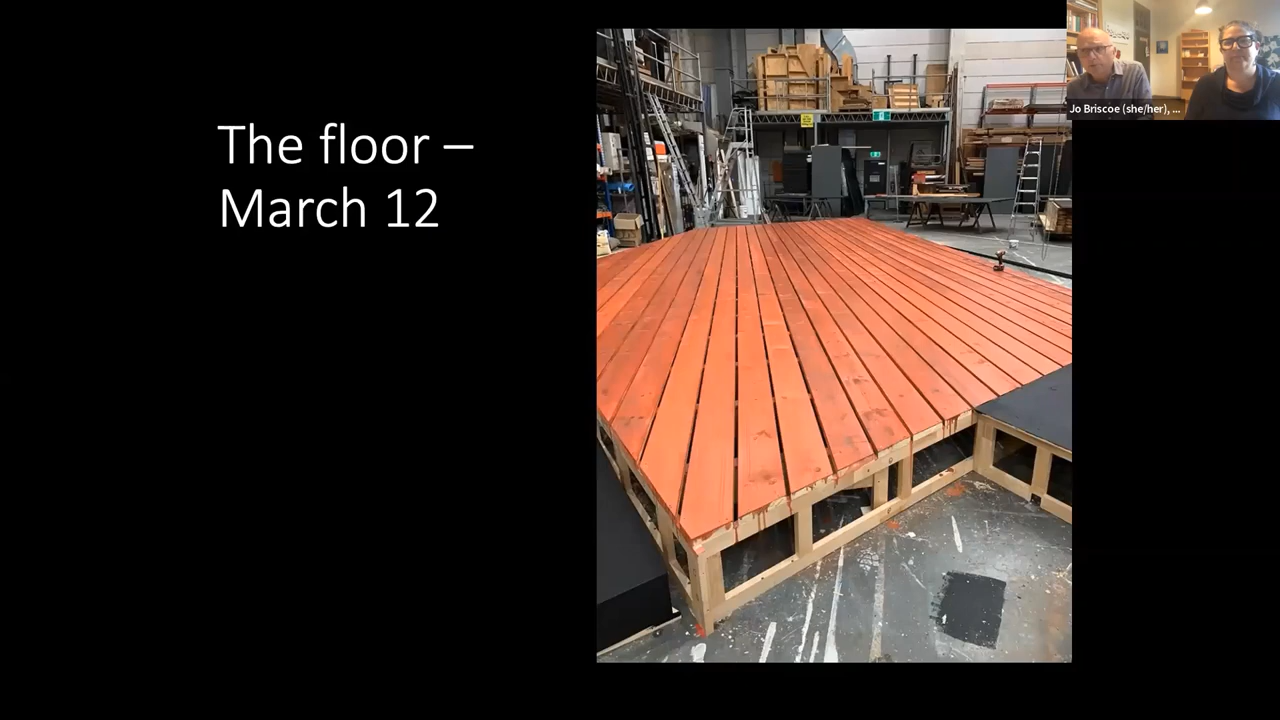 The floor –
March 12
Jo Briscoe (she/her), ...